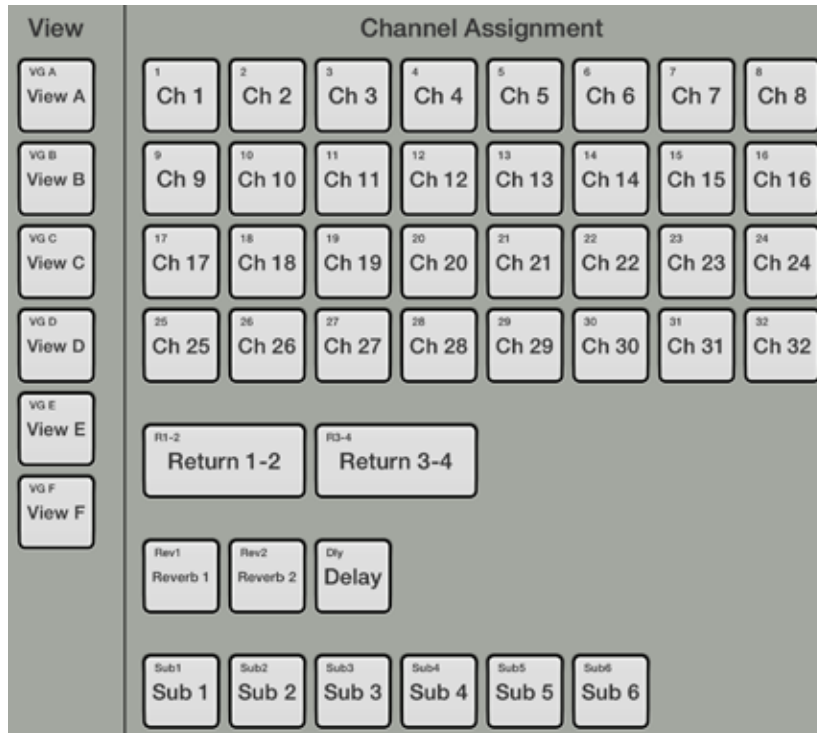 View
Channel Assignment
VG A
View A
VG B
View B
VG C
View C
VG D
View D
VG E
View E
VG F
View F
1 2 3 4 5 6 7 8
Ch 1 Ch 2 Ch 3 Ch 4 Ch 5 Ch 6 Ch 7 Ch 8
9 10 11 12 13 14 15 16
Ch 9 Ch 10 Ch 11 Ch 12 Ch 13 Ch 14 Ch 15 Ch 16
17 18 19 20 21 22 23 24
Ch 17 Ch 18 Ch 19 Ch 20 Ch 21 Ch 22 Ch 23 Ch 24
25 26 27 28 29 30 31 32
Ch 25 Ch 26 Ch 27 Ch 28 Ch 29 Ch 30 Ch 31 Ch 32
R1-2 R3-4
Return 1-2 Return 3-4
Rev1 Rev2 Dly
Reverb 1 Reverb 2 Delay
Sub1 Sub2 Sub3 Sub4 Sub5 Sub6
Sub 1 Sub 2 Sub 3 Sub 4 Sub 5 Sub 6